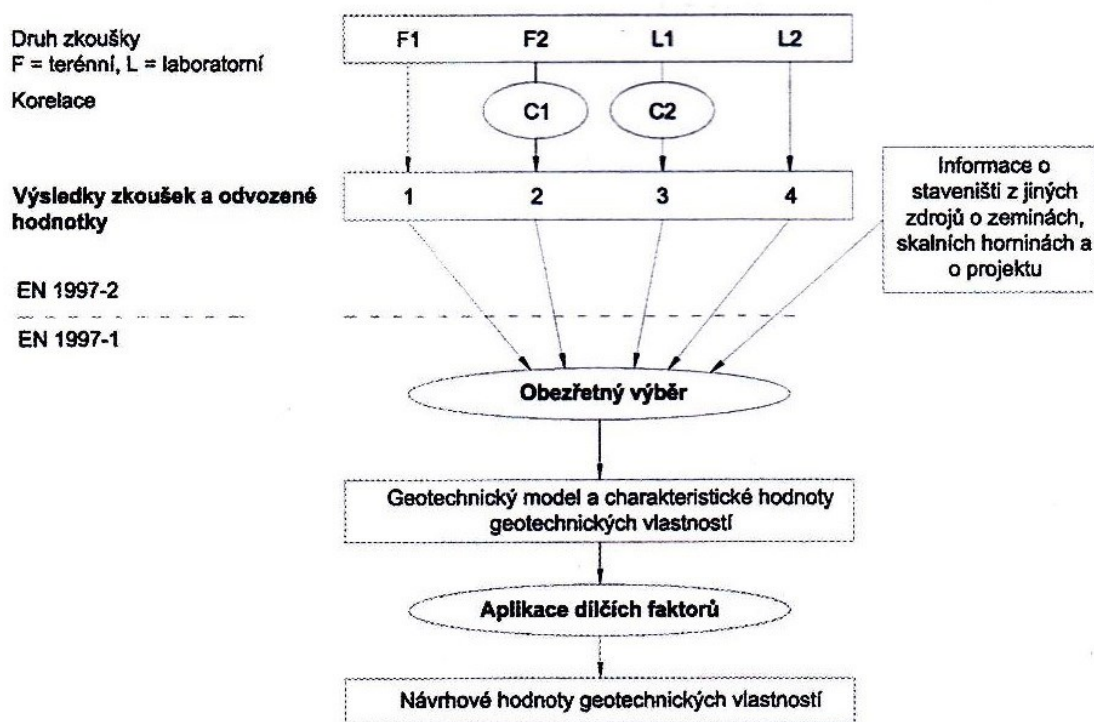 Druh zkoušky
F = terénní, L = laboratorní
F1 F2 L1 L2
Korelace
C1 C2
Výsledky zkoušek a odvozené
hodnotky
1 2 3 4
Informace o
staveništi z jiných
zdrojů o zeminách,
skalních horninách a
o projektu
EN 1997-2
EN 1997-1
Obezřetný výběr
Geotechnický model a charakteristické hodnoty
geotechnických vlastností
Aplikace dílčích faktorů
Návrhové hodnoty geotechnických vlastností